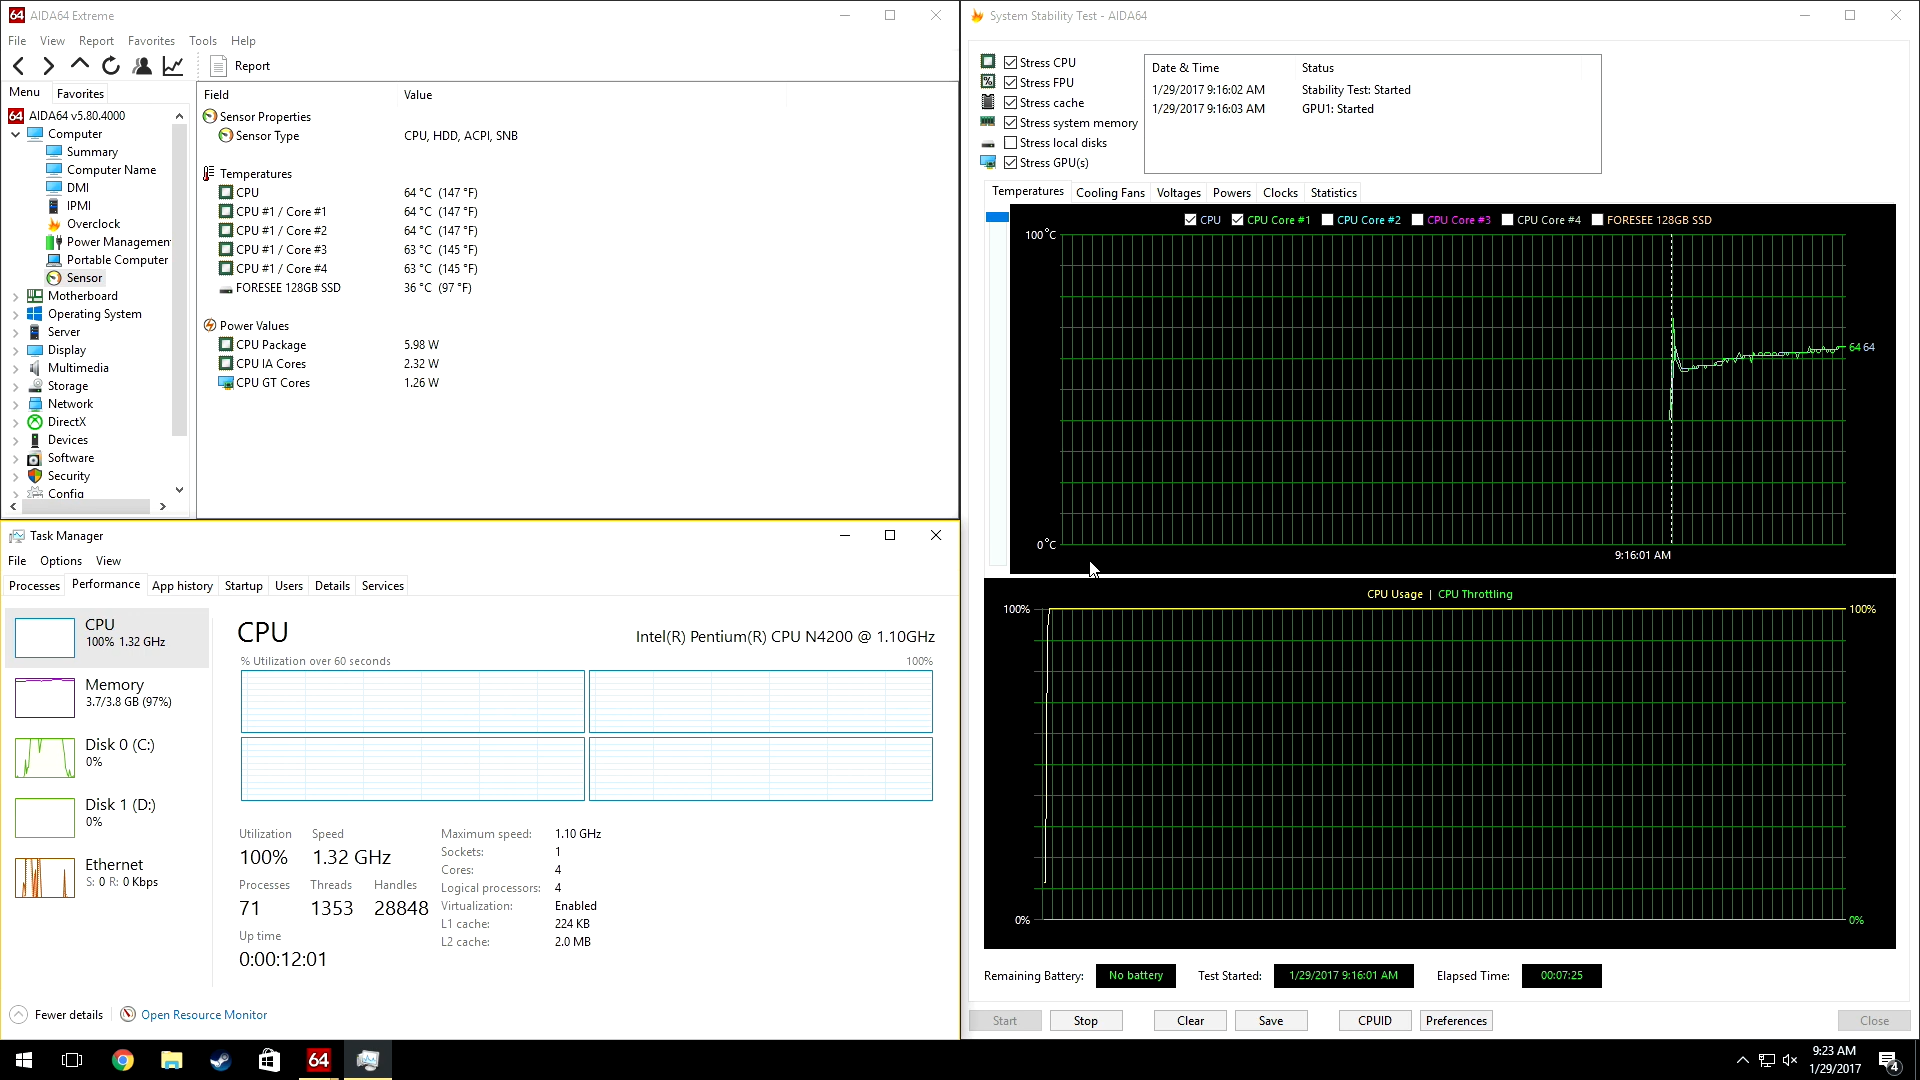 AIDA64 Extreme
File View Report Favorites Tools Help
Report
Menu Favorites
AIDA64 v5.80.4000
Computer
Summary
Computer Name
DMI
IPMI
Overclock
Power Managemen
Portable Computer
Sensor
Motherboard
Operating System
Server
Display
Multimedia
Storage
Network
DirectX
Devices
Software
Security
Config
Field Value
Sensor Properties
Sensor Type CPU, HDD, ACPI, SNB
Temperatures
CPU 64 °C (147 °F)
CPU #1 / Core #1 64 °C (147 °F)
CPU #1 / Core #2 64 °C (147 °F)
CPU #1 / Core #3 63 °C (145 °F)
CPU #1 / Core #4 63 °C (145 °F)
FORESEE 128GB SSD 36 °C (97 °F)
Power Values
CPU Package 5.98 W
CPU IA Cores 2.32 W
CPU GT Cores 1.26 W
Task Manager
File Options View
Processes Performance App history Startup Users Details Services
CPU
100% 1.32 GHz
Memory
3.7/3.8 GB (97%)
Disk 0 (C:)
0%
Disk 1 (D:)
0%
Ethernet
S: 0 R: 0 Kbps
CPU Intel(R) Pentium(R) CPU N4200 @ 1.10GHz
% Utilization over 60 seconds 100%
Utilization Speed
100% 1.32 GHz
Processes Threads Handles
71 1353 28848
Up time
0:00:12:01
Maximum speed: 1.10 GHz
Sockets: 1
Cores: 4
Logical processors: 4
Virtualization: Enabled
L1 cache: 224 KB
L2 cache: 2.0 MB
Fewer details Open Resource Monitor
System Stability Test - AIDA64
Stress CPU
Stress FPU
Stress cache
Stress system memory
Stress local disks
Stress GPU(s)
Date & Time Status
1/29/2017 9:16:02 AM Stability Test: Started
1/29/2017 9:16:03 AM GPU1: Started
Temperatures Cooling Fans Voltages Powers Clocks Statistics
CPU CPU Core #1 CPU Core #2 CPU Core #3 CPU Core #4 FORESEE 128GB SSD
100°C
64 64
0°C
9:16:01 AM
CPU Usage | CPU Throttling
100% 100%
0% 0%
Remaining Battery: No battery Test Started: 1/29/2017 9:16:01 AM Elapsed Time: 00:07:25
Start Stop Clear Save CPUID Preferences Close
64
9:23 AM
1/29/2017
4